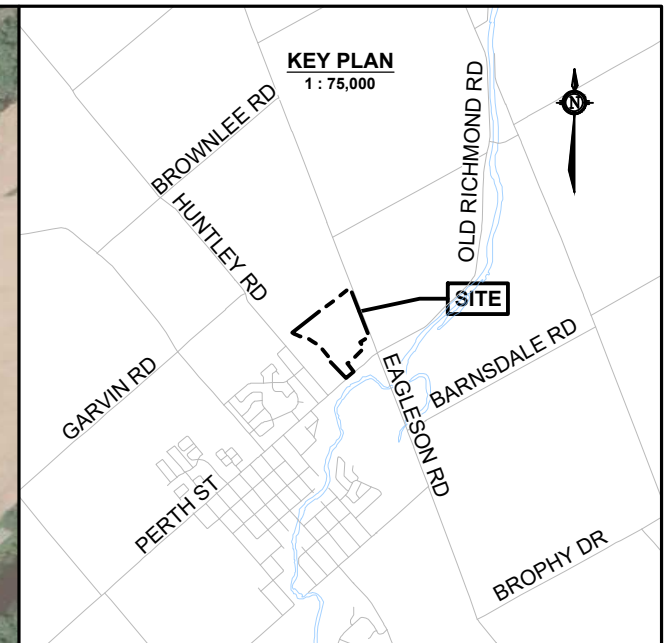 KEY PLAN
1 : 75,000
BROWNLEE RD
OLD RICHMOND RD
N
HUNTLEY RD
SITE
GARVIN RD
EAGLESON RD
BARNSDALE RD
PERTH ST
BROPHY DR